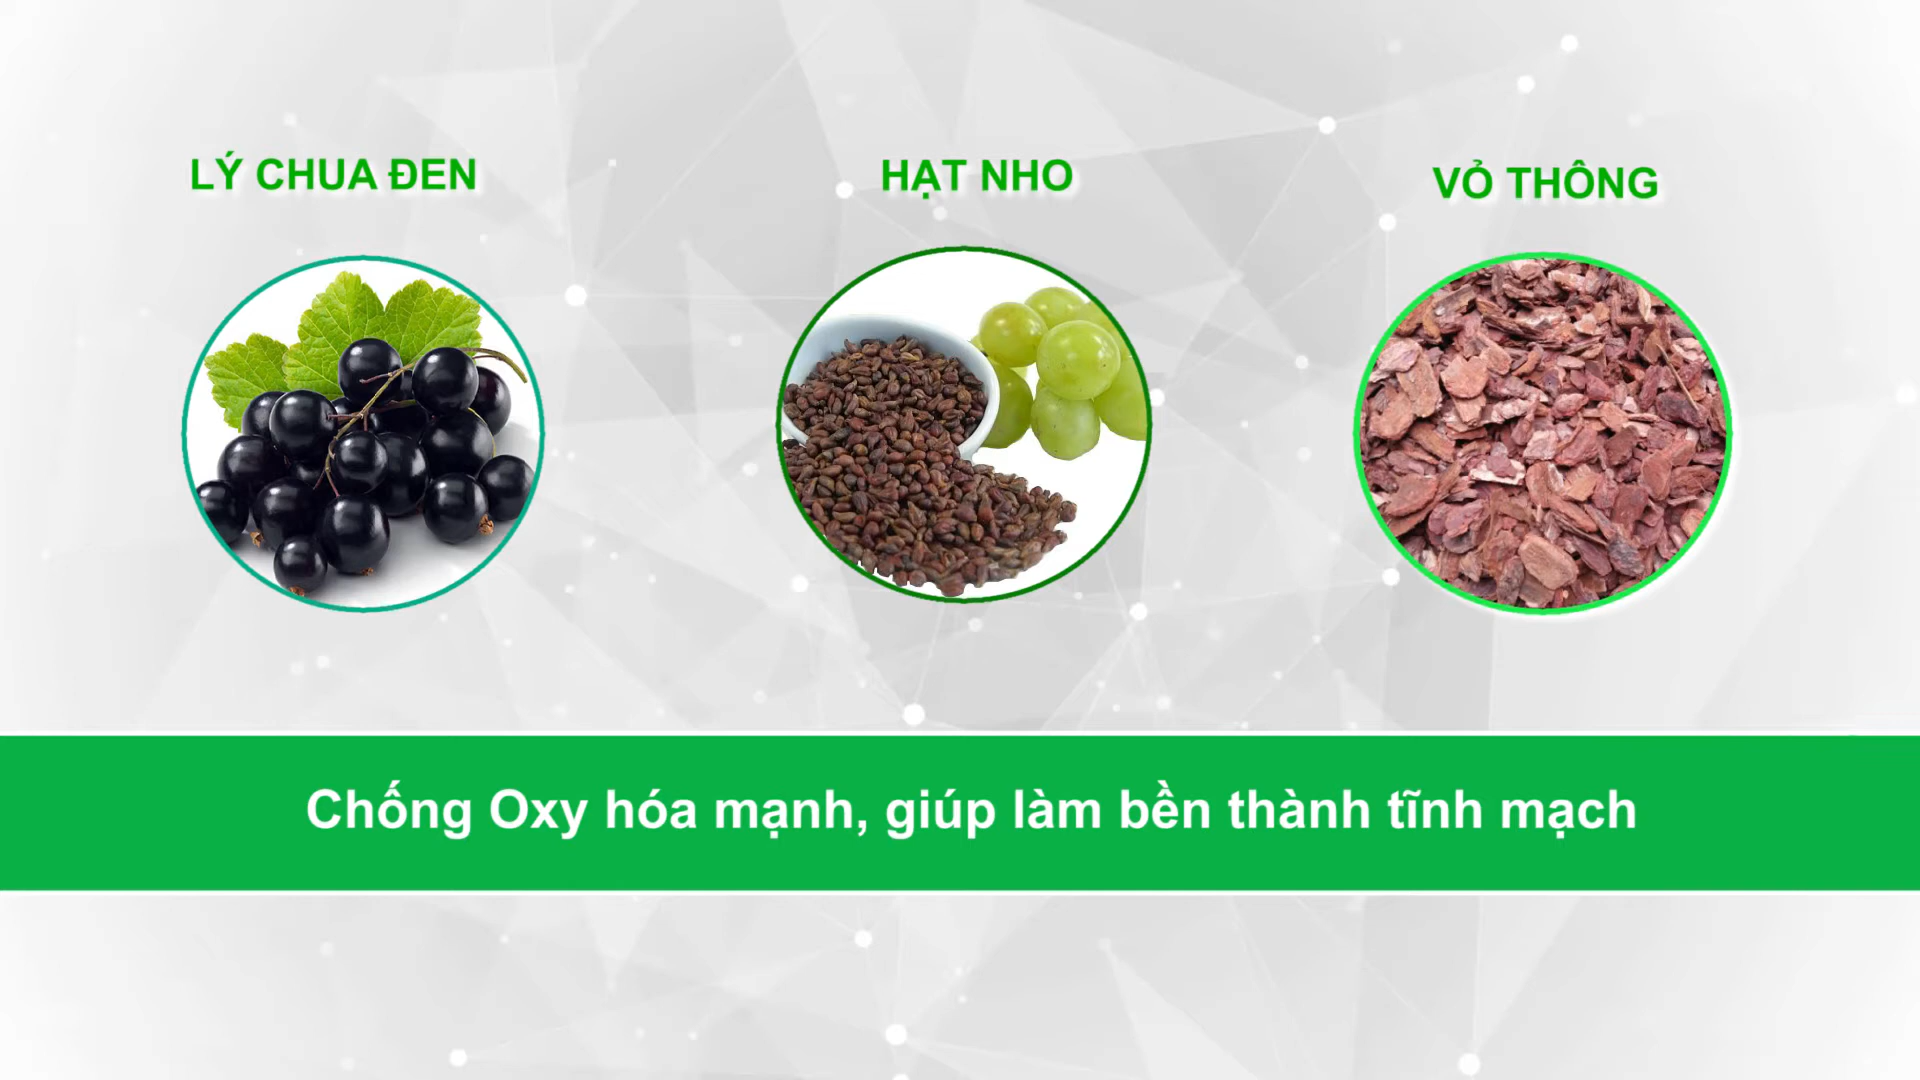 LÝ CHUA ĐEN
HẠT NHO
VỎ THÔNG
Chống Oxy hóa mạnh, giúp làm bền thành tĩnh mạch